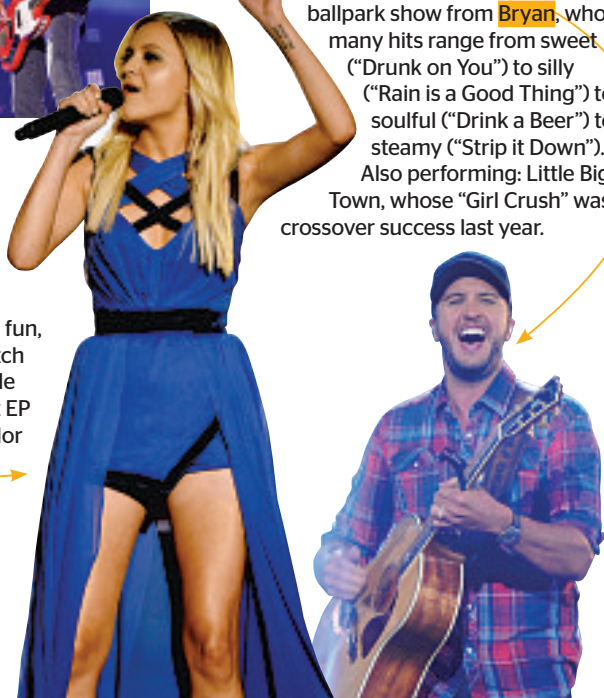 ballpark show from Bryan, who
many hits range from sweet
(“Drunk on You”) to silly
(“Rain is a Good Thing”) to
soulful (“Drink a Beer”) to
steamy (“Strip it Down”).
Also performing: Little Big
Town, whose “Girl Crush” was
crossover success last year.
fun,
tch
le
EP
lor